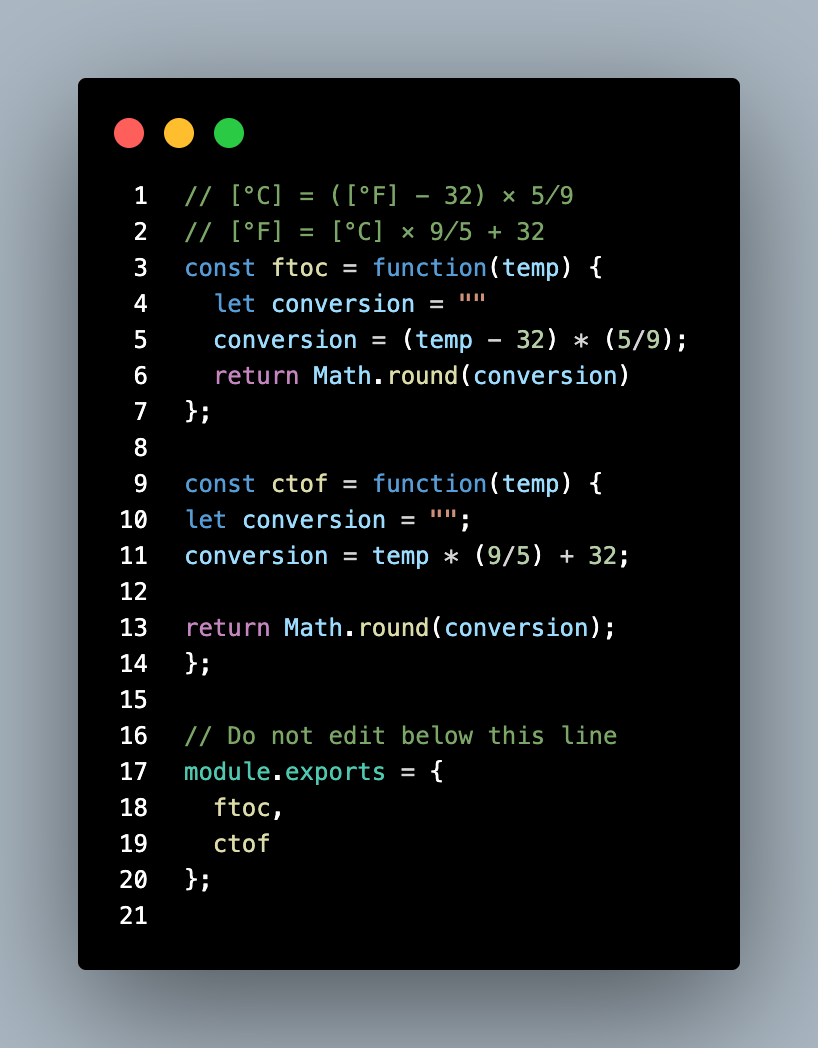 1 // [°C] = ([°F] − 32) × 5/9
2 // [°F] = [°C] × 9/5 + 32
3 const ftoc = function(temp) {
4   let conversion = ""
5   conversion = (temp - 32) * (5/9);
6   return Math.round(conversion)
7 };
8
9 const ctof = function(temp) {
10 let conversion = "";
11 conversion = temp * (9/5) + 32;
12
13 return Math.round(conversion);
14 };
15
16 // Do not edit below this line
17 module.exports = {
18   ftoc,
19   ctof
20 };
21